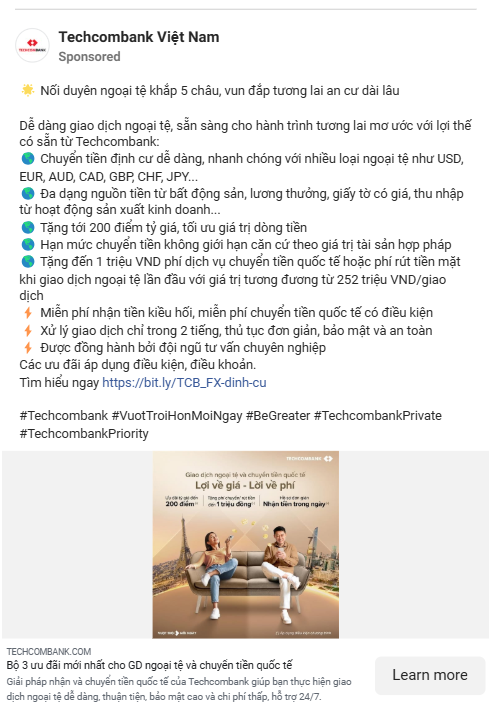 Techcombank Việt Nam
Sponsored
🌟 Nối duyên ngoại tệ khắp 5 châu, vun đắp tương lai an cư dài lâu
Dễ dàng giao dịch ngoại tệ, sẵn sàng cho hành trình tương lai mơ ước với lợi thế
có sẵn từ Techcombank:
🌎 Chuyển tiền định cư dễ dàng, nhanh chóng với nhiều loại ngoại tệ như USD,
EUR, AUD, CAD, GBP, CHF, JPY...
🌎 Đa dạng nguồn tiền từ bất động sản, lương thưởng, giấy tờ có giá, thu nhập
từ hoạt động sản xuất kinh doanh...
🌎 Tặng tới 200 điểm tỷ giá, tối ưu giá trị dòng tiền
🌎 Hạn mức chuyển tiền không giới hạn căn cứ theo giá trị tài sản hợp pháp
🌎 Tặng đến 1 triệu VND phí dịch vụ chuyển tiền quốc tế hoặc phí rút tiền mặt
khi giao dịch ngoại tệ lần đầu với giá trị tương đương từ 252 triệu VND/giao
dịch
⚡ Miễn phí nhận tiền kiều hối, miễn phí chuyển tiền quốc tế có điều kiện
⚡ Xử lý giao dịch chỉ trong 2 tiếng, thủ tục đơn giản, bảo mật và an toàn
⚡ Được đồng hành bởi đội ngũ tư vấn chuyên nghiệp
Các ưu đãi áp dụng điều kiện, điều khoản.
Tìm hiểu ngay https://bit.ly/TCB_FX-dinh-cu
#Techcombank #VuotTroiHonMoiNgay #BeGreater #TechcombankPrivate
#TechcombankPriority
TECHCOMBANK
Giao dịch ngoại tệ và chuyển tiền quốc tế
Lợi về giá - Lời về phí
Ưu đãi tỷ giá đến
200 điểm
Tặng phí chuyển/ rút tiền
đến 1 triệu đồng
Hồ sơ đơn giản
Nhận tiền trong ngày
TECHCOMBANK.COM
Bộ 3 ưu đãi mới nhất cho GD ngoại tệ và chuyển tiền quốc tế
Giải pháp nhận và chuyển tiền quốc tế của Techcombank giúp bạn thực hiện giao
dịch ngoại tệ dễ dàng, thuận tiện, bảo mật cao và chi phí thấp, hỗ trợ 24/7.
Learn more